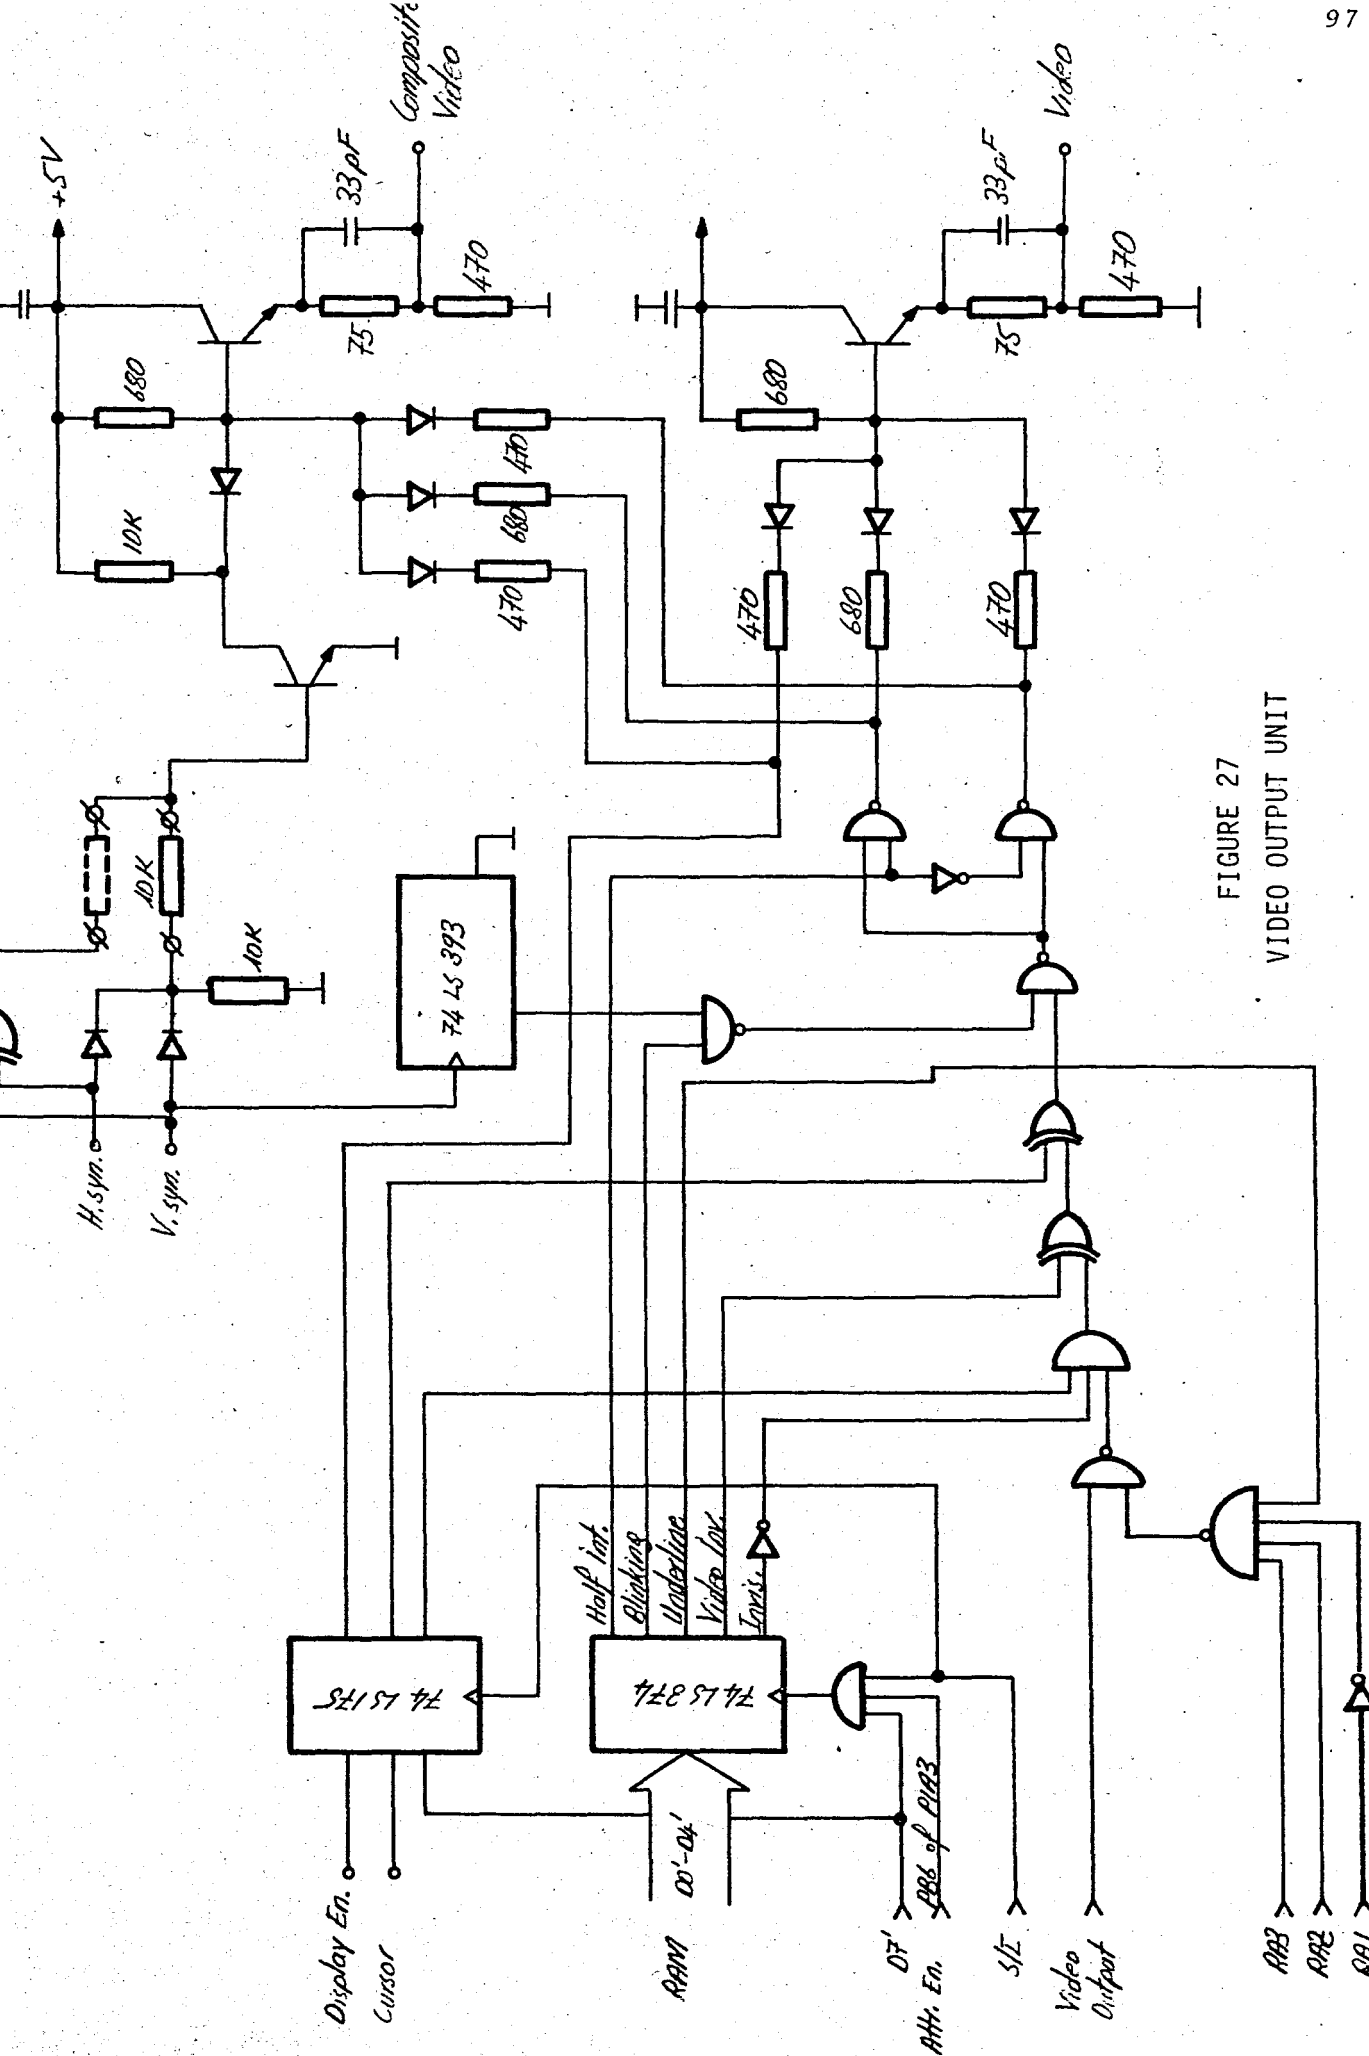 97
+5V
33pF
Composite
Video
680
75
470
10K
470
680
470
10K
10K
H.syn.
V.syn.
74 LS 393
33pF
Video
680
75
470
470
680
470
Display En.
Cursor
74 LS 175
Half int.
Blinking
Underline
Video Inv.
Invis.
74 LS 374
RAM
D0'-D4'
D7'
Att. En.
PB6 of PIA3
S/I
Video
Output
RA3
RA2
RA1
FIGURE 27
VIDEO OUTPUT UNIT